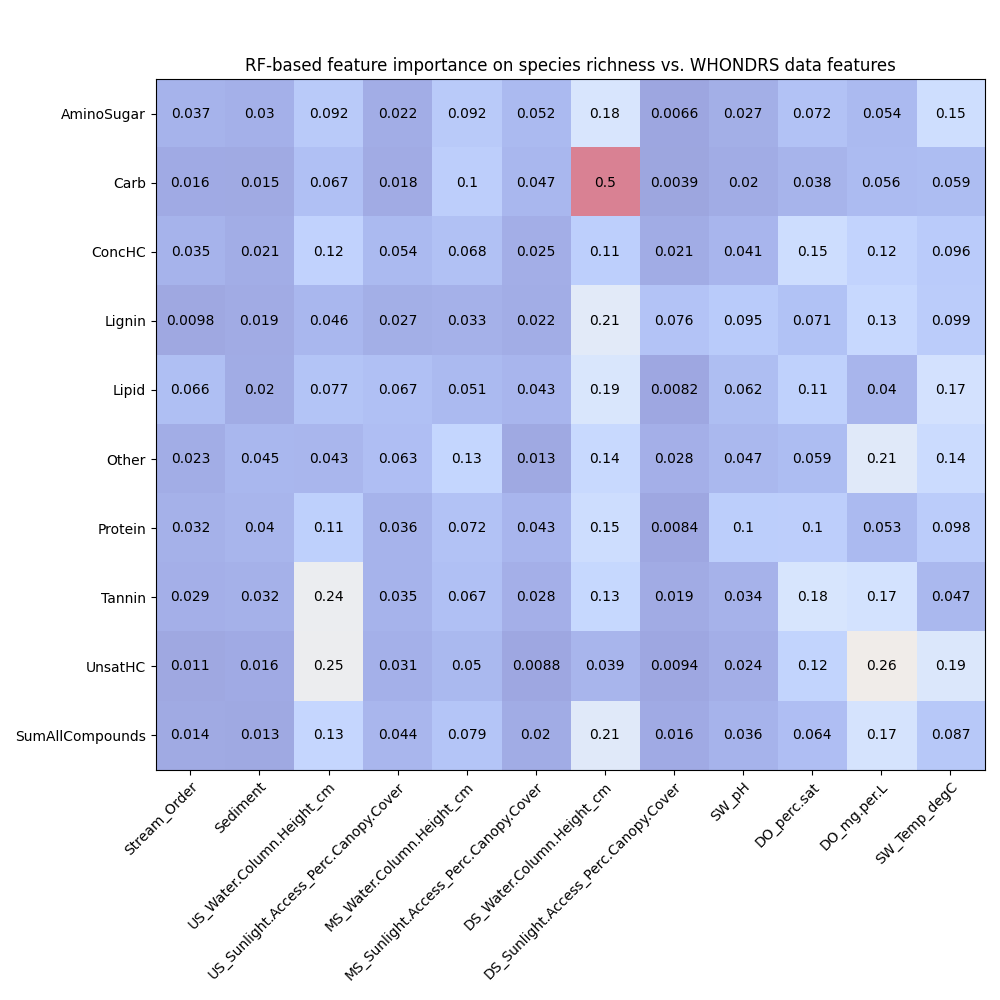 RF-based feature importance on species richness vs. WHONDRS data features
AminoSugar 0.037 0.03 0.092 0.022 0.092 0.052 0.18 0.0066 0.027 0.072 0.054 0.15
Carb 0.016 0.015 0.067 0.018 0.1 0.047 0.5 0.0039 0.02 0.038 0.056 0.059
ConcHC 0.035 0.021 0.12 0.054 0.068 0.025 0.11 0.021 0.041 0.15 0.12 0.096
Lignin 0.0098 0.019 0.046 0.027 0.033 0.022 0.21 0.076 0.095 0.071 0.13 0.099
Lipid 0.066 0.02 0.077 0.067 0.051 0.043 0.19 0.0082 0.062 0.11 0.04 0.17
Other 0.023 0.045 0.043 0.063 0.13 0.013 0.14 0.028 0.047 0.059 0.21 0.14
Protein 0.032 0.04 0.11 0.036 0.072 0.043 0.15 0.0084 0.1 0.1 0.053 0.098
Tannin 0.029 0.032 0.24 0.035 0.067 0.028 0.13 0.019 0.034 0.18 0.17 0.047
UnsatHC 0.011 0.016 0.25 0.031 0.05 0.0088 0.039 0.0094 0.024 0.12 0.26 0.19
SumAllCompounds 0.014 0.013 0.13 0.044 0.079 0.02 0.21 0.016 0.036 0.064 0.17 0.087
Stream_Order
Sediment
US_Water.Column.Height_cm
US_Sunlight.Access_Perc.Canopy.Cover
MS_Water.Column.Height_cm
MS_Sunlight.Access_Perc.Canopy.Cover
DS_Water.Column.Height_cm
DS_Sunlight.Access_Perc.Canopy.Cover
SW_pH
DO_perc.sat
DO_mg.per.L
SW_Temp_degC